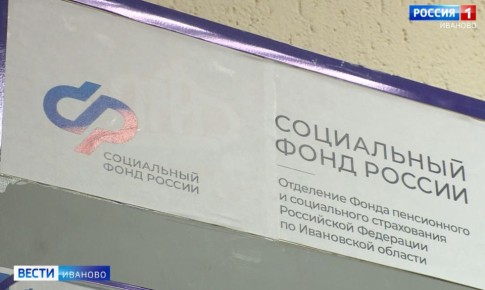 РОССИЯ 1
ИВАНОВО
СОЦИАЛЬНЫЙ
ФОНД РОССИИ
СОЦИАЛЬНЫЙ
ФОНД РОССИИ
Отделение Фонда пенсионного
и социального страхования
Российской Федерации
по Ивановской области
ВЕСТИ ИВАНОВО